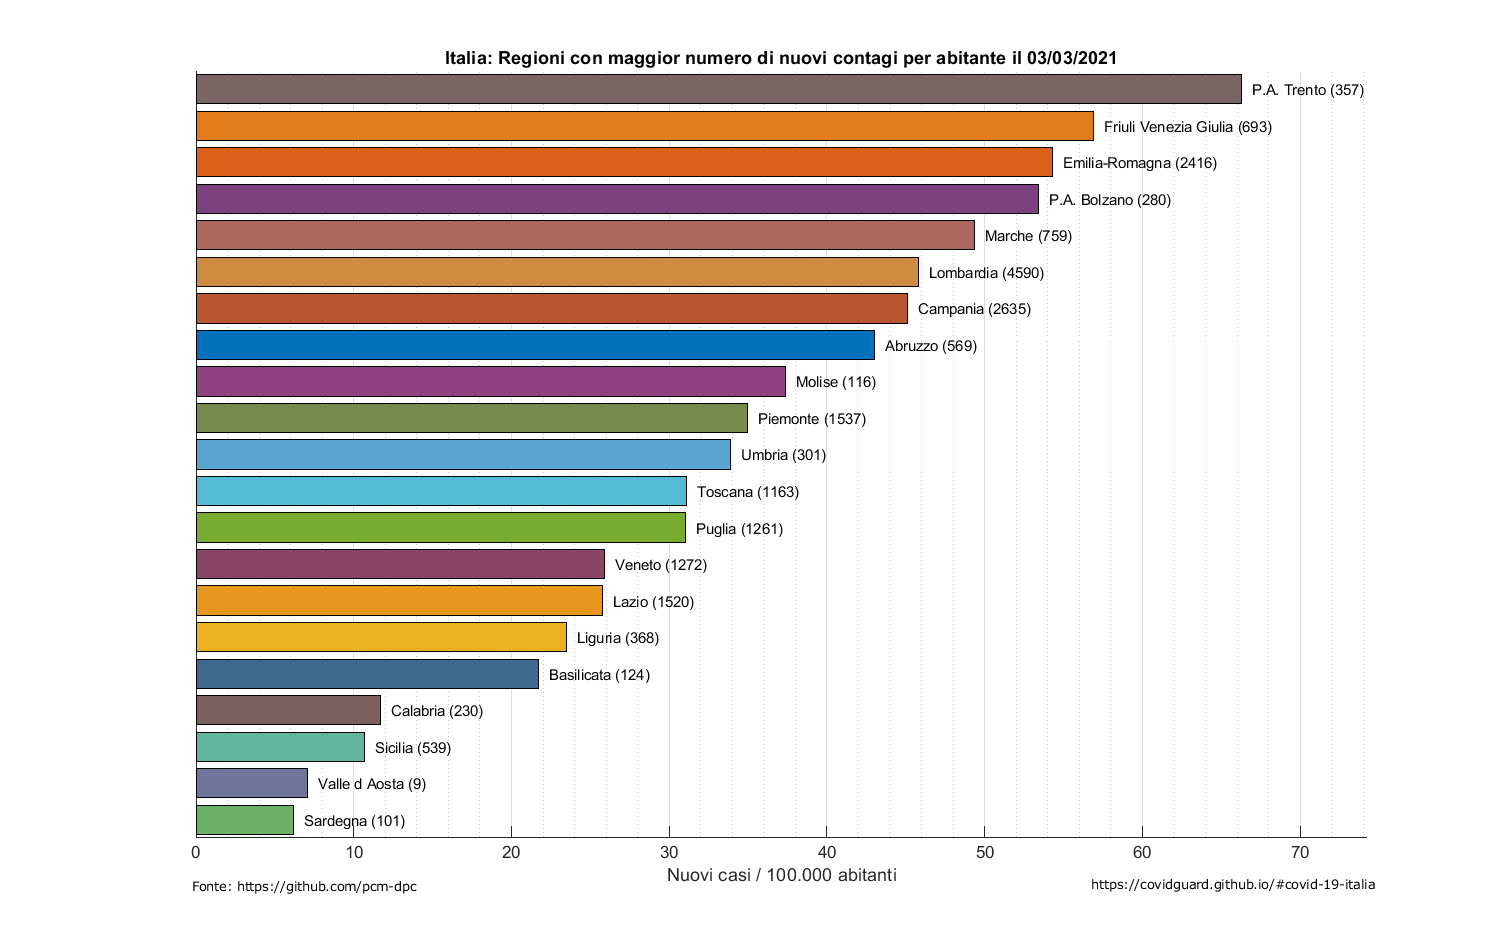 Italia: Regioni con maggior numero di nuovi contagi per abitante il 03/03/2021
P.A. Trento (357)
Friuli Venezia Giulia (693)
Emilia-Romagna (2416)
P.A. Bolzano (280)
Marche (759)
Lombardia (4590)
Campania (2635)
Abruzzo (569)
Molise (116)
Piemonte (1537)
Umbria (301)
Toscana (1163)
Puglia (1261)
Veneto (1272)
Lazio (1520)
Liguria (368)
Basilicata (124)
Calabria (230)
Sicilia (539)
Valle d Aosta (9)
Sardegna (101)
0 10 20 30 40 50 60 70
Nuovi casi / 100.000 abitanti
Fonte: https://github.com/pcm-dpc
https://covidguard.github.io/#covid-19-italia